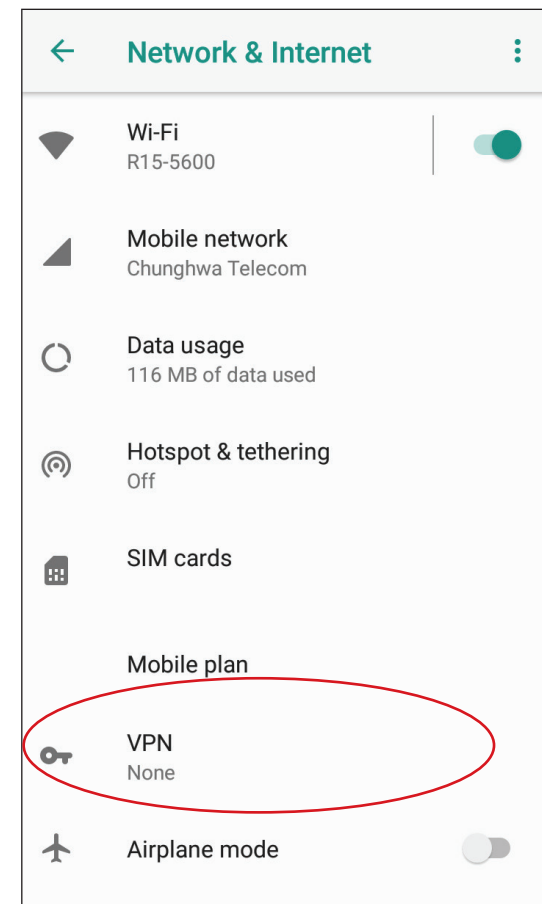 Network & Internet
Wi-Fi
R15-5600
Mobile network
Chunghwa Telecom
Data usage
116 MB of data used
Hotspot & tethering
Off
SIM cards
Mobile plan
VPN
None
Airplane mode